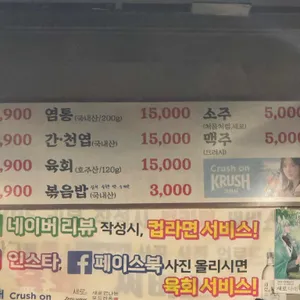 ,900 염통(국내산/200g) 15,000 소주 5,000
,900 간·천엽(국내산) 15,000 맥주 5,000
,900 육회(호주산/120g) 15,000 Crush on
KRUSH
,900 볶음밥(국내산) 3,000
네이버 리뷰 작성시, 컵라면 서비스!
인스타 f 페이스북 사진 올리시면
육회 서비스!
Crush on